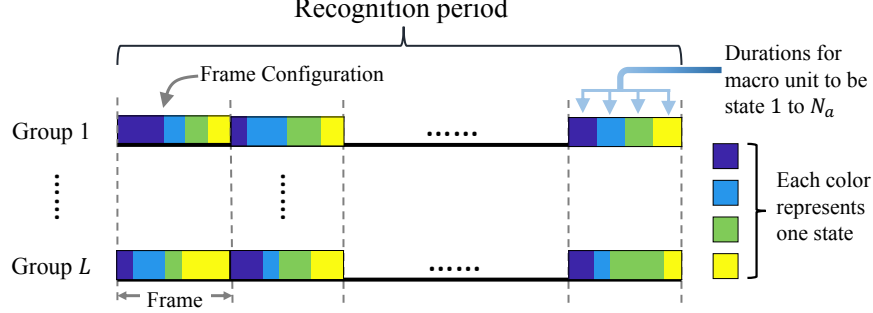 Recognition period
Frame Configuration
Durations for
macro unit to be
state 1 to N_a
Group 1
......
......
......
Each color
represents
one state
Group L
......
Frame